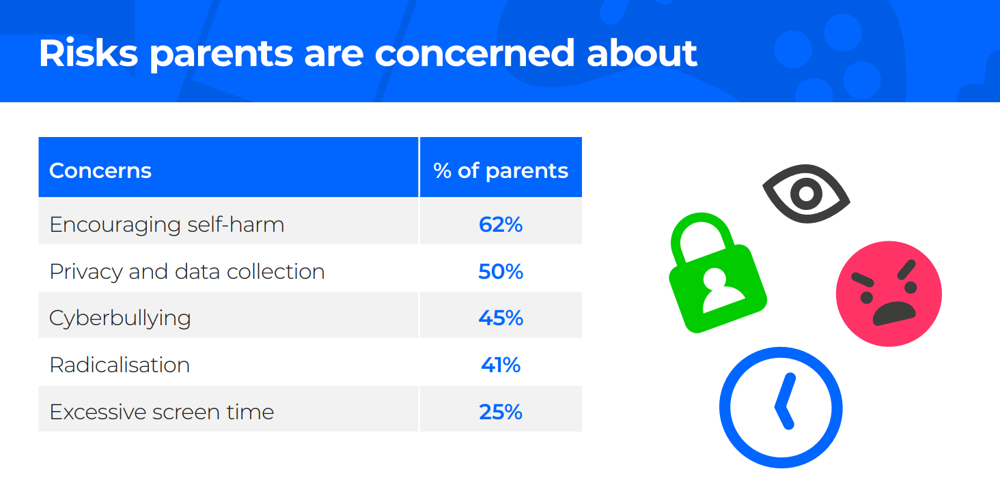 Risks parents are concerned about
Concerns % of parents
Encouraging self-harm 62%
Privacy and data collection 50%
Cyberbullying 45%
Radicalisation 41%
Excessive screen time 25%